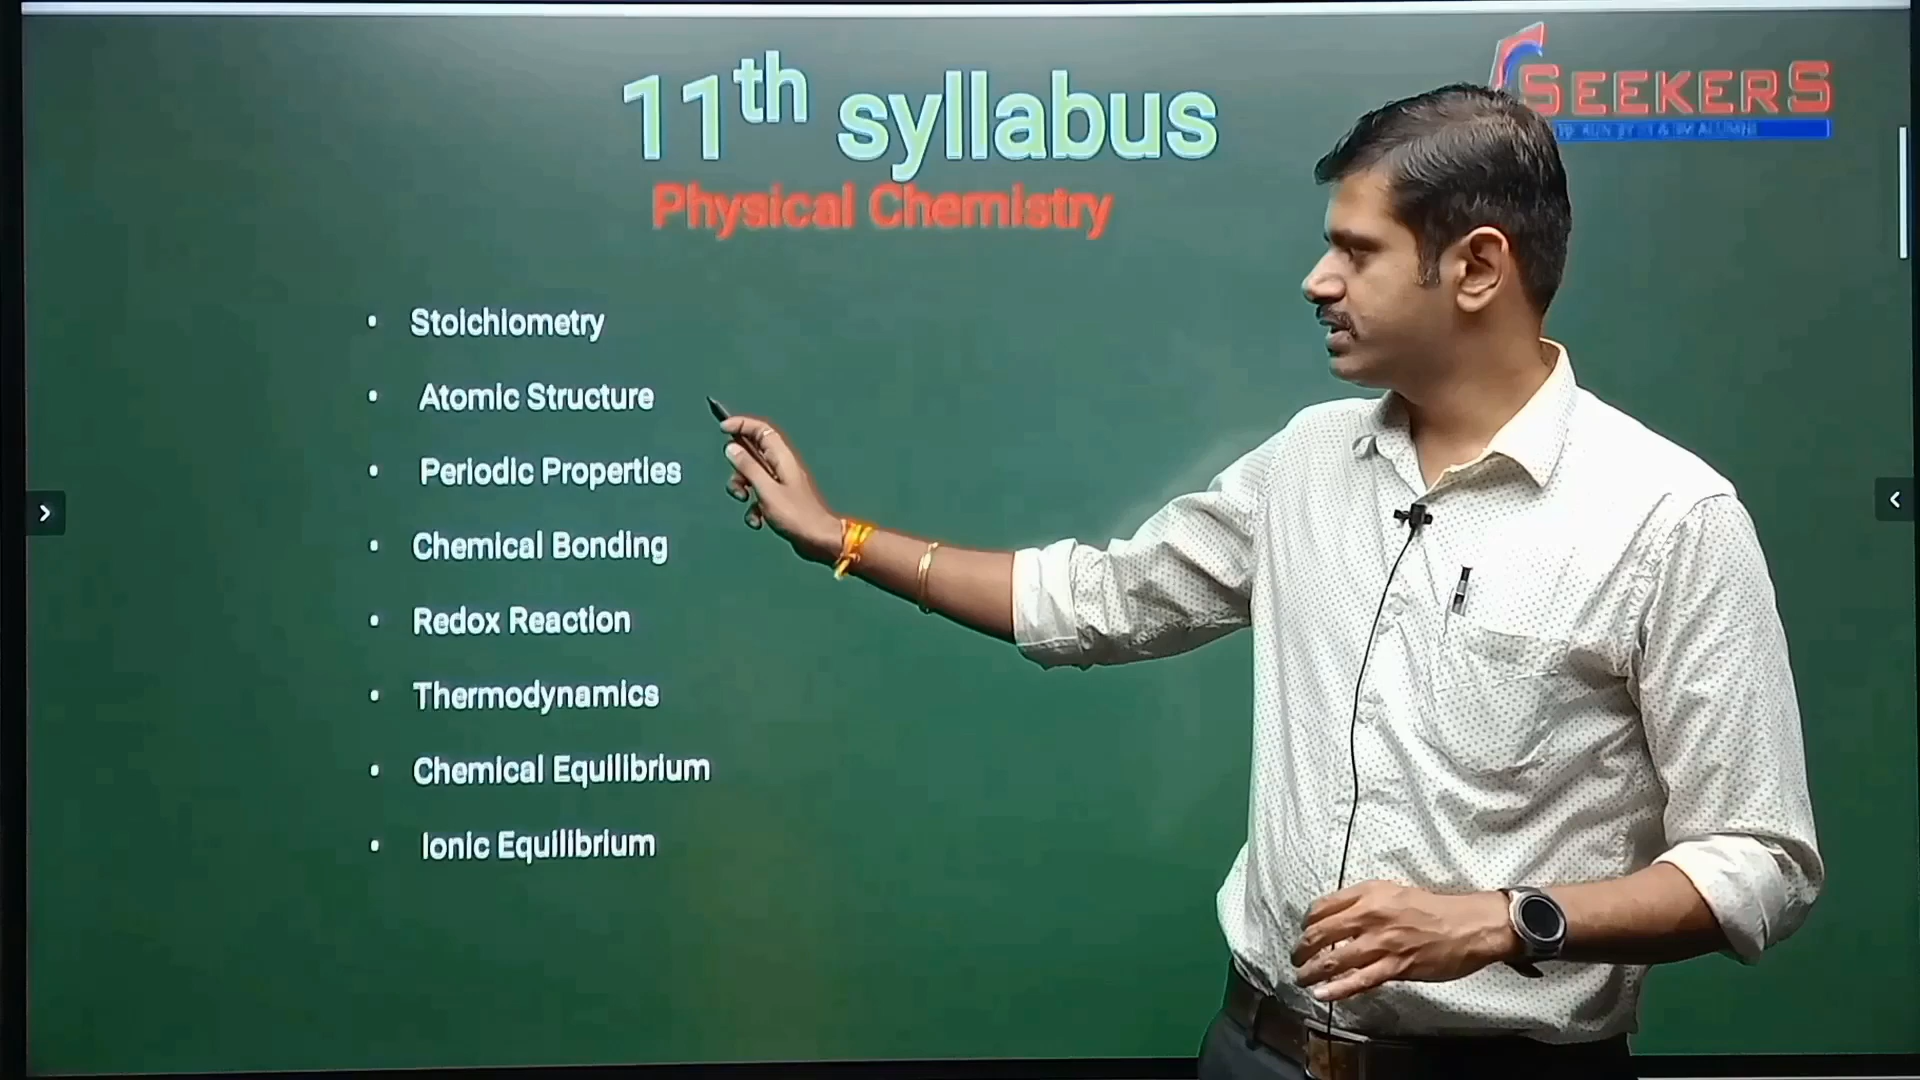 11th syllabus
SEEKERS
Physical Chemistry
• Stoichiometry
• Atomic Structure
• Periodic Properties
• Chemical Bonding
• Redox Reaction
• Thermodynamics
• Chemical Equilibrium
• Ionic Equilibrium